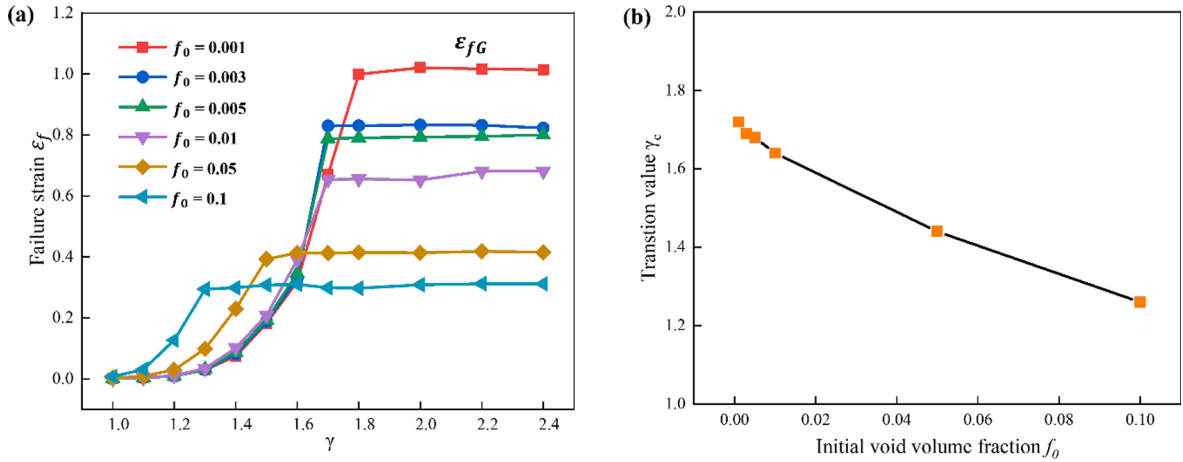 (a)
1.2
1.0
0.8
0.6
0.4
0.2
0.0
Failure strain εf
f0 = 0.001
f0 = 0.003
f0 = 0.005
f0 = 0.01
f0 = 0.05
f0 = 0.1
εfG
1.0 1.2 1.4 1.6 1.8 2.0 2.2 2.4
γ
(b)
2.0
1.8
1.6
1.4
1.2
1.0
Transtion value γc
0.00 0.02 0.04 0.06 0.08 0.10
Initial void volume fraction f0